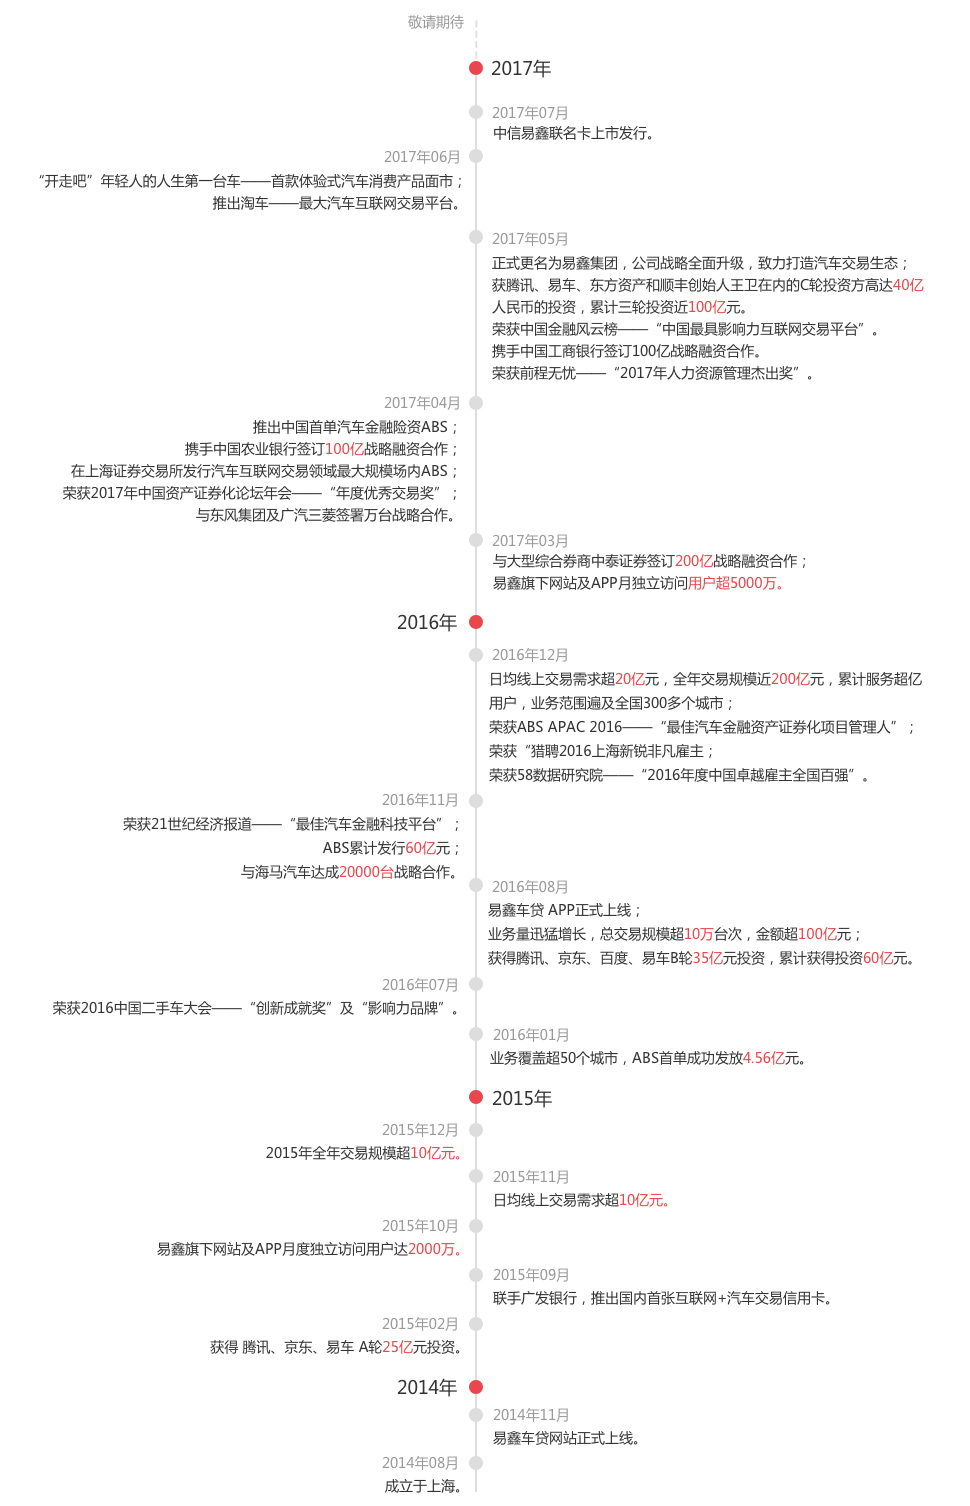 敬请期待
2017年
2017年07月
中信易鑫联名卡上市发行。
2017年06月
“开走吧”年轻人的人生第一台车——首款体验式汽车消费产品面市；
推出淘车——最大汽车互联网交易平台。
2017年05月
正式更名为易鑫集团，公司战略全面升级，致力打造汽车交易生态；
获腾讯、易车、东方资产和顺丰创始人王卫在内的C轮投资方高达40亿
人民币的投资，累计三轮投资近100亿元。
荣获中国金融风云榜——“中国最具影响力互联网交易平台”。
携手中国工商银行签订100亿战略融资合作。
荣获前程无忧——“2017年人力资源管理杰出奖”。
2017年04月
推出中国首单汽车金融险资ABS；
携手中国农业银行签订100亿战略融资合作；
在上海证券交易所发行汽车互联网交易领域最大规模场内ABS；
荣获2017年中国资产证券化论坛年会——“年度优秀交易奖”；
与东风集团及广汽三菱签署万台战略合作。
2017年03月
与大型综合券商中泰证券签订200亿战略融资合作；
易鑫旗下网站及APP月独立访问用户超5000万。
2016年
2016年12月
日均线上交易需求超20亿元，全年交易规模近200亿元，累计服务超亿
用户，业务范围遍及全国300多个城市；
荣获ABS APAC 2016——“最佳汽车金融资产证券化项目管理人”；
荣获“猎聘2016上海新锐非凡雇主；
荣获58数据研究院——“2016年度中国卓越雇主全国百强”。
2016年11月
荣获21世纪经济报道——“最佳汽车金融科技平台”；
ABS累计发行60亿元；
与海马汽车达成20000台战略合作。
2016年08月
易鑫车贷 APP正式上线；
业务量迅猛增长，总交易规模超10万台次，金额超100亿元；
获得腾讯、京东、百度、易车B轮35亿元投资，累计获得投资60亿元。
2016年07月
荣获2016中国二手车大会——“创新成就奖”及“影响力品牌”。
2016年01月
业务覆盖超50个城市，ABS首单成功发放4.56亿元。
2015年
2015年12月
2015年全年交易规模超10亿元。
2015年11月
日均线上交易需求超10亿元。
2015年10月
易鑫旗下网站及APP月度独立访问用户达2000万。
2015年09月
联手广发银行，推出国内首张互联网+汽车交易信用卡。
2015年02月
获得 腾讯、京东、易车 A轮25亿元投资。
2014年
2014年11月
易鑫车贷网站正式上线。
2014年08月
成立于上海。